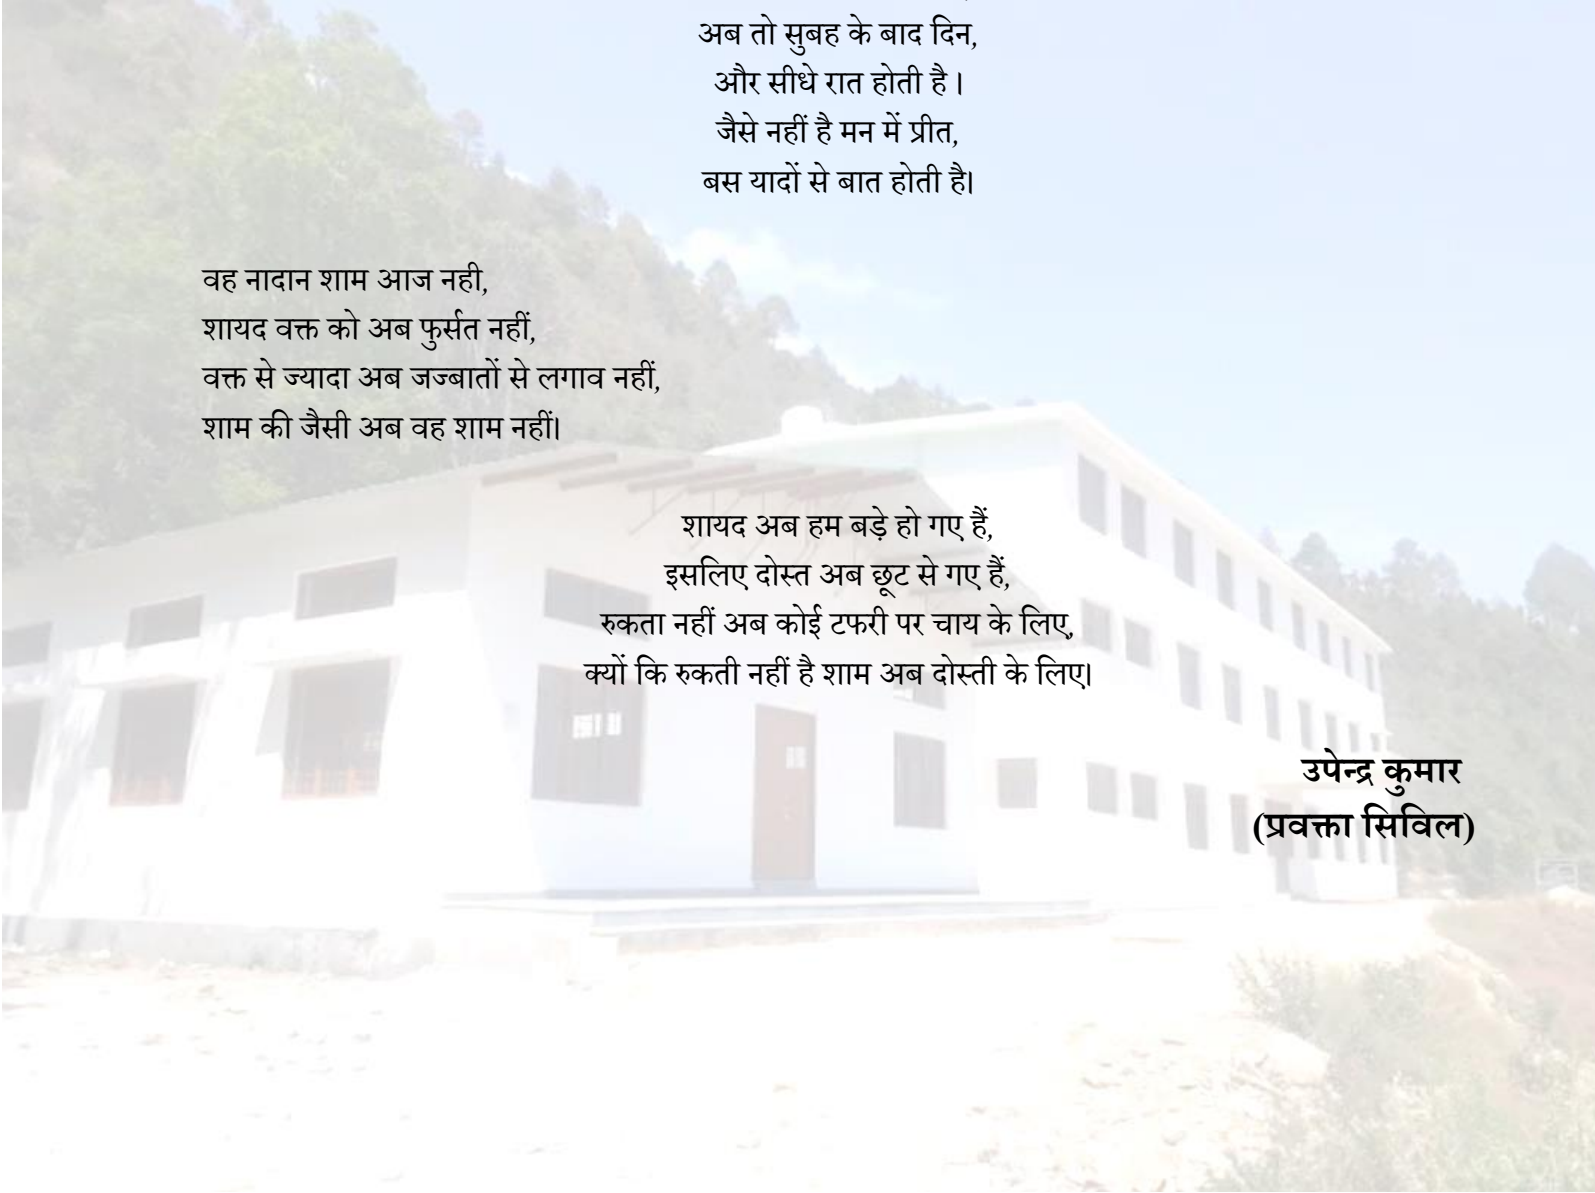 अब तो सुबह के बाद दिन,
और सीधे रात होती है ।
जैसे नहीं है मन में प्रीत,
बस यादों से बात होती है।
वह नादान शाम आज नही,
शायद वक्त को अब फुर्सत नहीं,
वक्त से ज्यादा अब जज्बातों से लगाव नहीं,
शाम की जैसी अब वह शाम नहीं।
शायद अब हम बड़े हो गए हैं,
इसलिए दोस्त अब छूट से गए हैं,
रुकता नहीं अब कोई टफरी पर चाय के लिए,
क्यों कि रुकती नहीं है शाम अब दोस्ती के लिए।
उपेन्द्र कुमार
(प्रवक्ता सिविल)